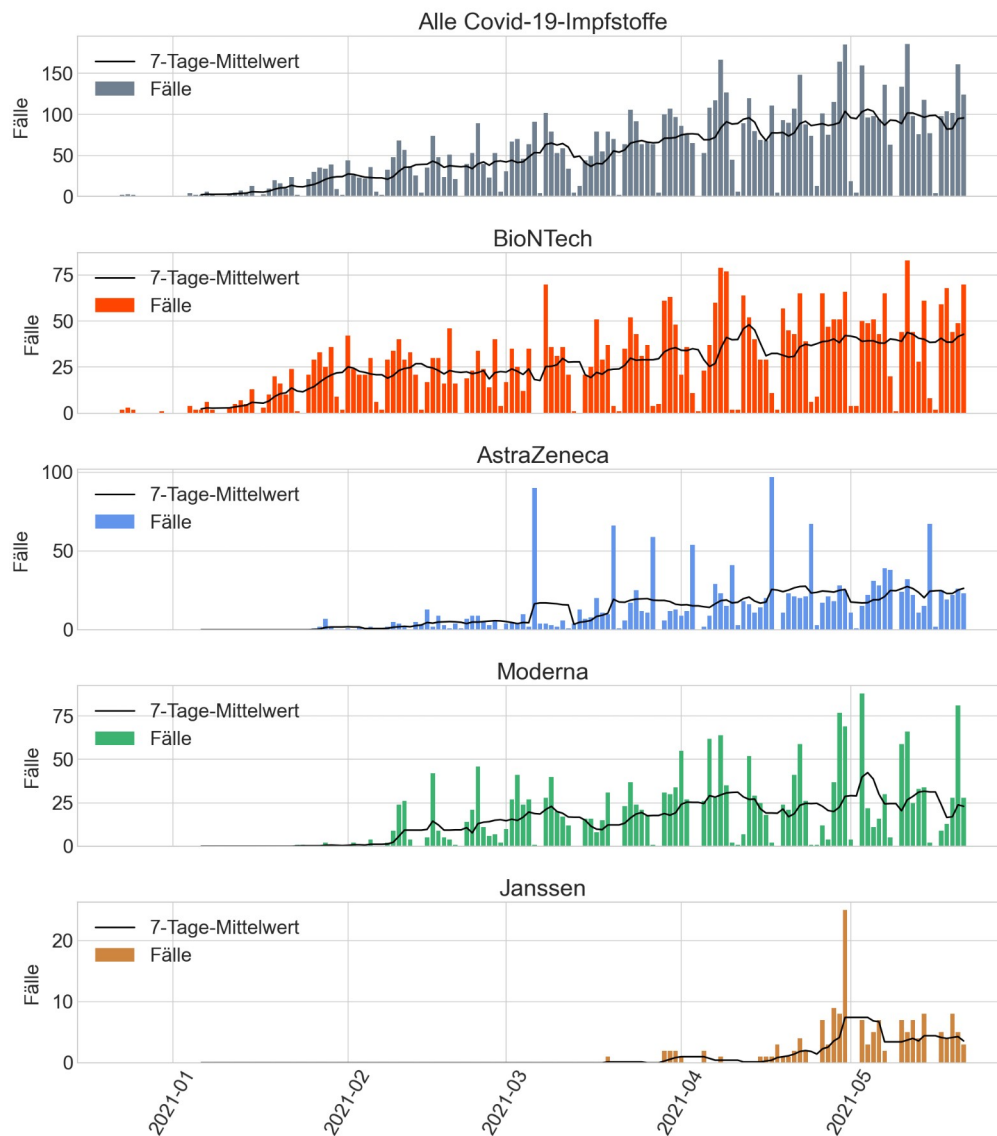 Alle Covid-19-Impfstoffe
7-Tage-Mittelwert
Fälle
Fälle
150
100
50
0
BioNTech
7-Tage-Mittelwert
Fälle
Fälle
75
50
25
0
AstraZeneca
7-Tage-Mittelwert
Fälle
Fälle
100
50
0
Moderna
7-Tage-Mittelwert
Fälle
Fälle
75
50
25
0
Janssen
7-Tage-Mittelwert
Fälle
Fälle
20
10
0
2021-01
2021-02
2021-03
2021-04
2021-05